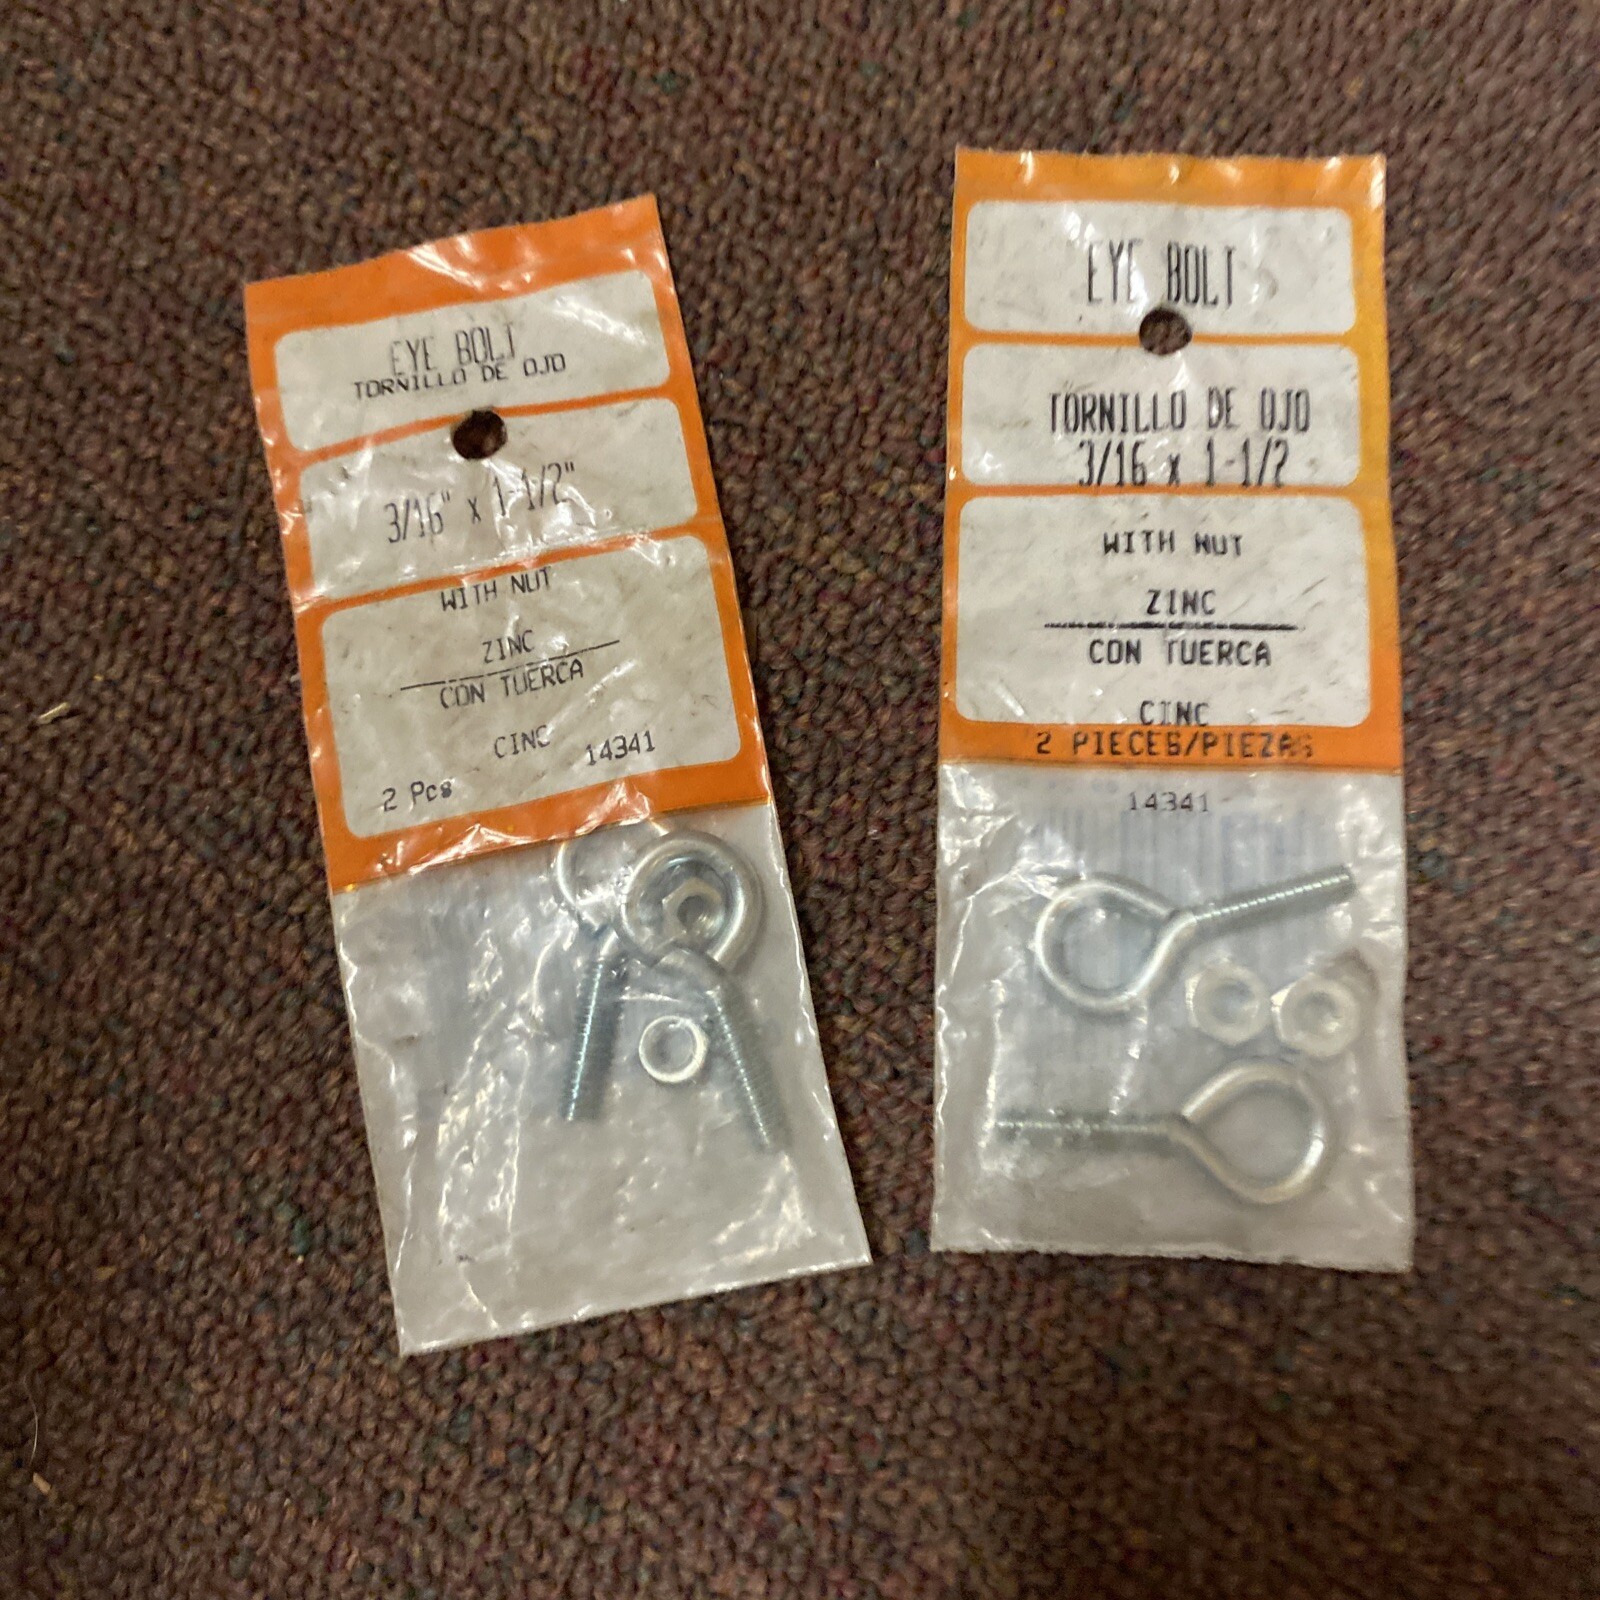 EYE BOLT
TORNILLO DE OJO
3/16" x 1-1/2"
WITH NUT
ZINC
CON TUERCA
CINC
14341
2 Pcs
EYE BOLT
TORNILLO DE OJO
3/16 x 1-1/2
WITH NUT
ZINC
CON TUERCA
CINC
2 PIECES/PIEZAS
14341